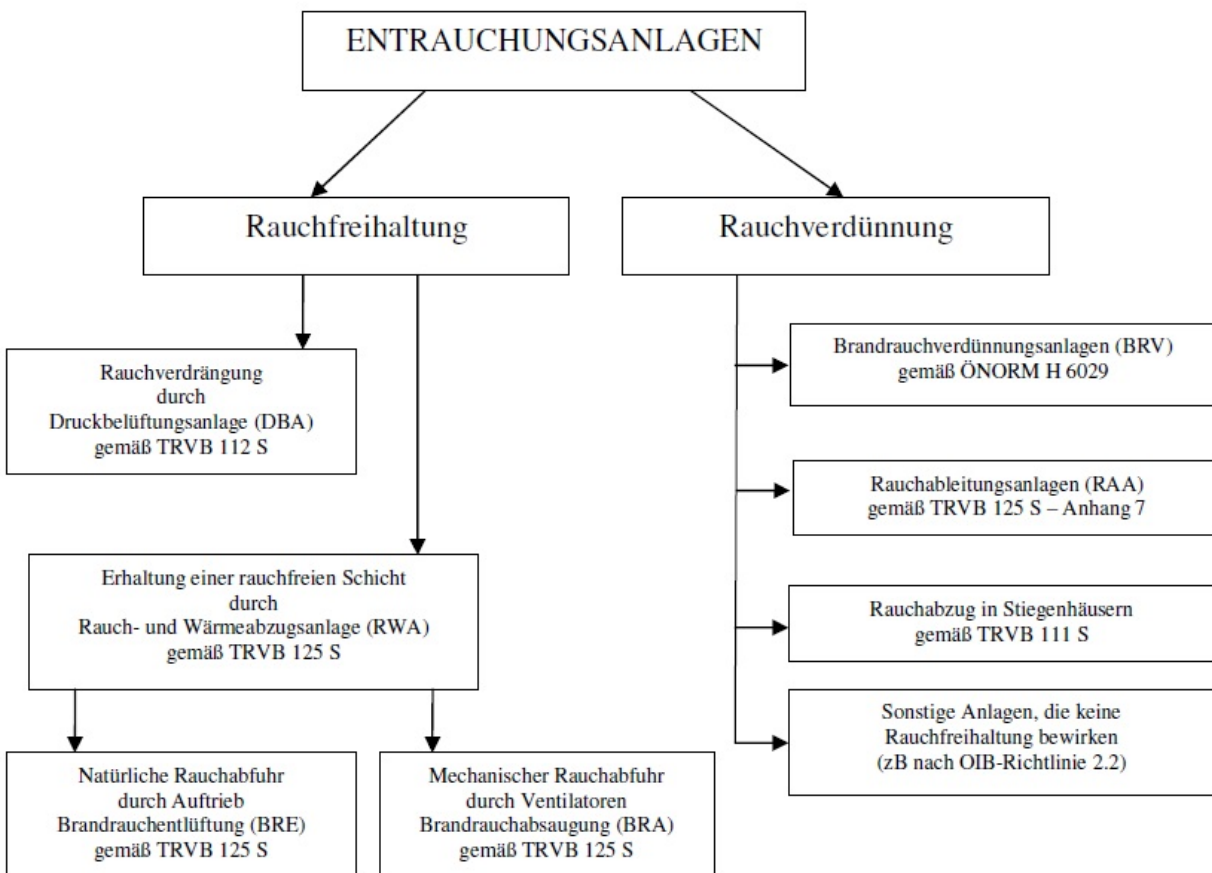 ENTRAUCHUNGSANLAGEN
Rauchfreihaltung
Rauchverdünnung
Rauchverdrängung
durch
Druckbelüftungsanlage (DBA)
gemäß TRVB 112 S
Erhaltung einer rauchfreien Schicht
durch
Rauch- und Wärmeabzugsanlage (RWA)
gemäß TRVB 125 S
Natürliche Rauchabfuhr
durch Auftrieb
Brandrauchentlüftung (BRE)
gemäß TRVB 125 S
Mechanischer Rauchabfuhr
durch Ventilatoren
Brandrauchabsaugung (BRA)
gemäß TRVB 125 S
Brandrauchverdünnungsanlagen (BRV)
gemäß ÖNORM H 6029
Rauchableitungsanlagen (RAA)
gemäß TRVB 125 S – Anhang 7
Rauchabzug in Stiegenhäusern
gemäß TRVB 111 S
Sonstige Anlagen, die keine
Rauchfreihaltung bewirken
(zB nach OIB-Richtlinie 2.2)